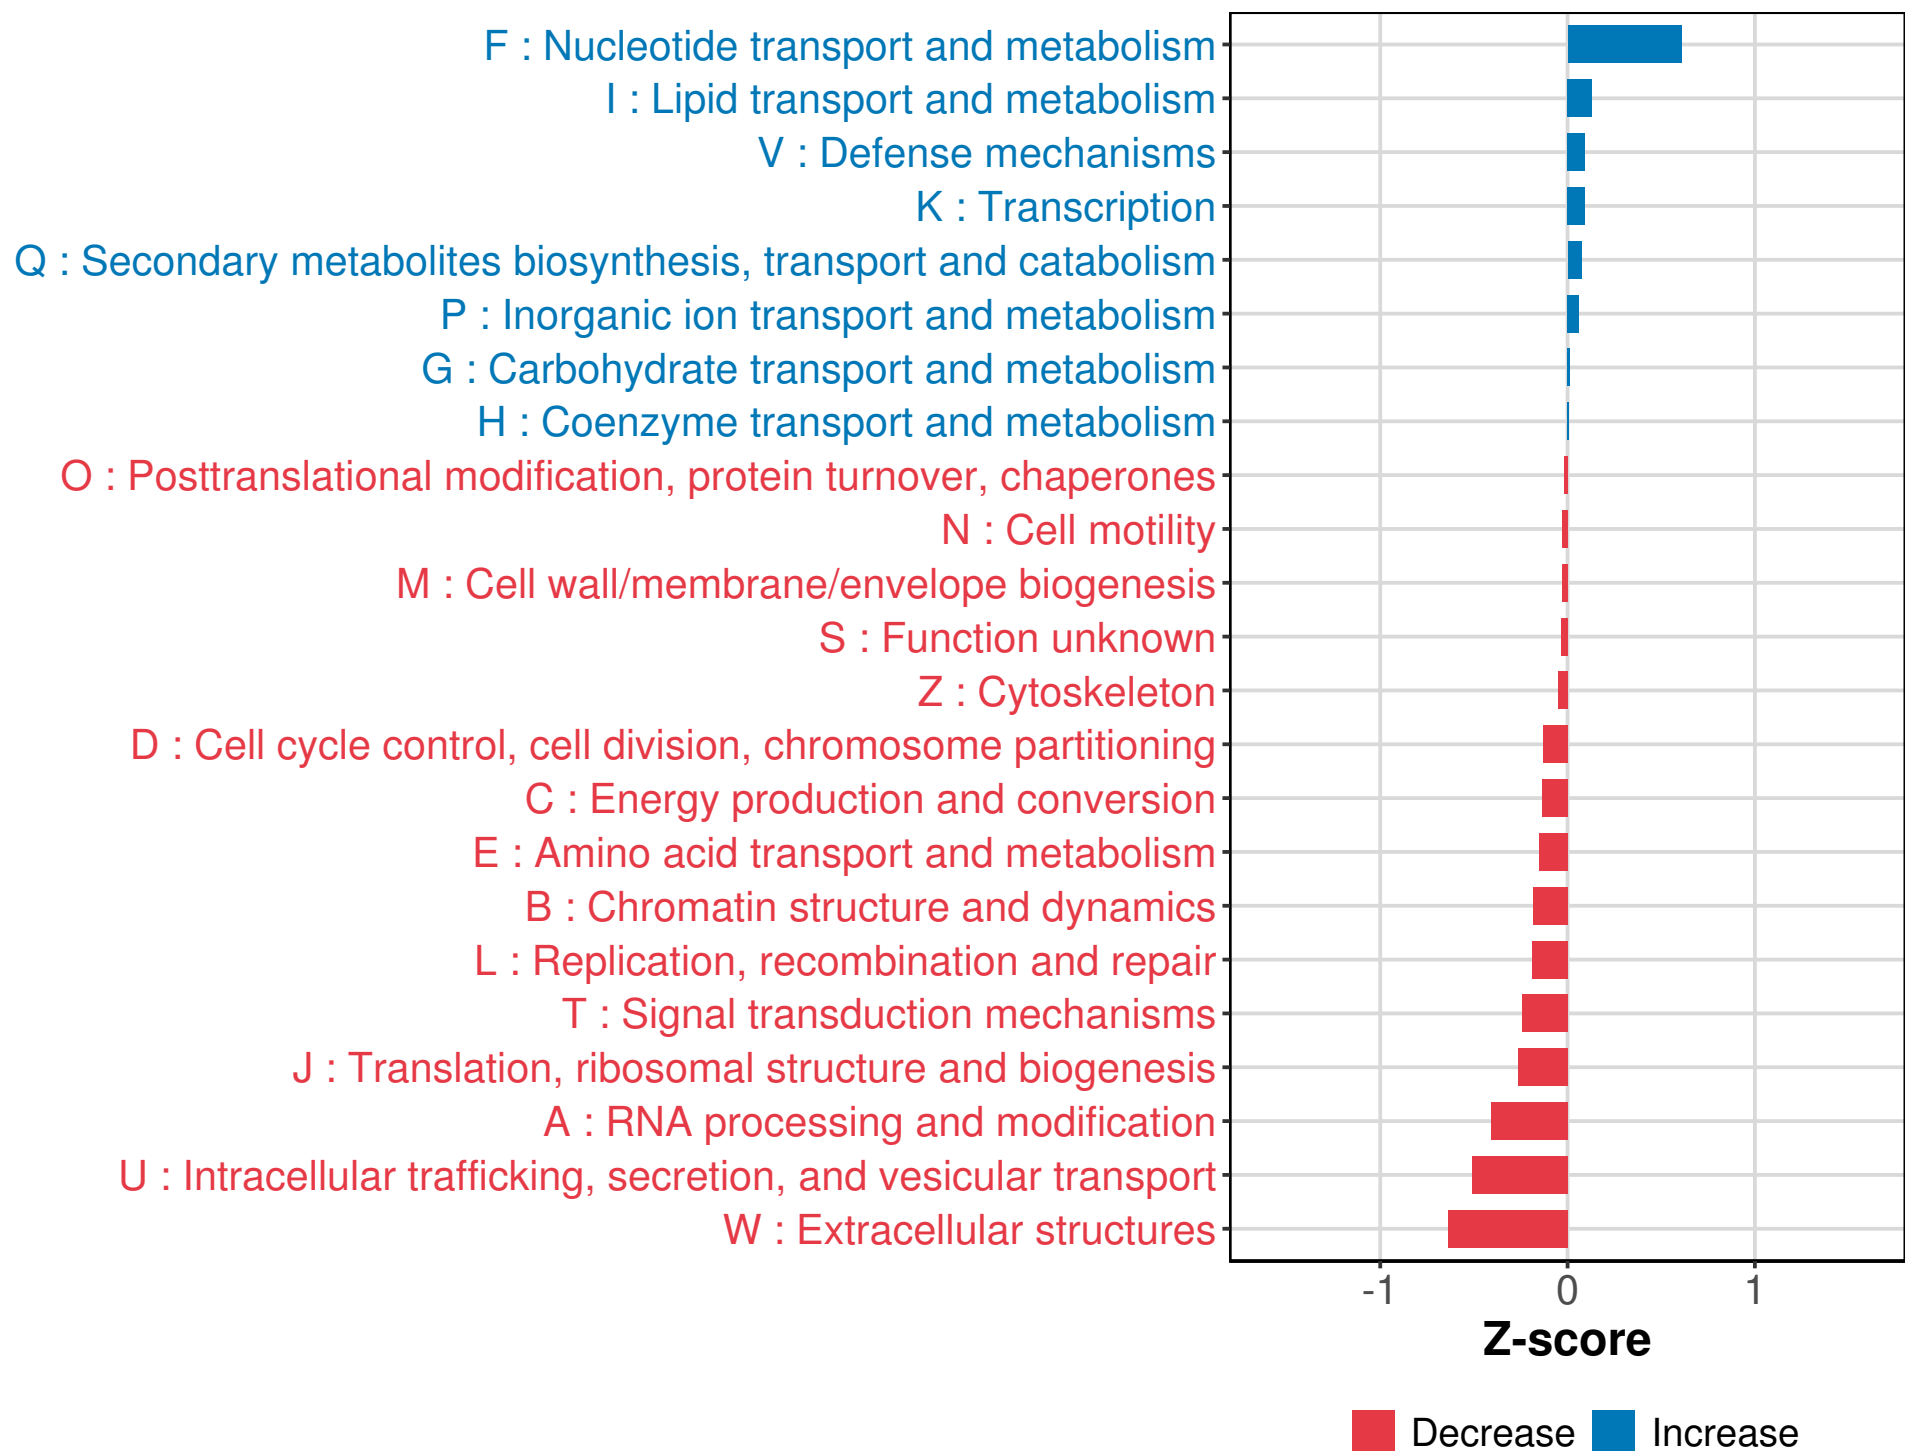 F : Nucleotide transport and metabolism
I : Lipid transport and metabolism
V : Defense mechanisms
K : Transcription
Q : Secondary metabolites biosynthesis, transport and catabolism
P : Inorganic ion transport and metabolism
G : Carbohydrate transport and metabolism
H : Coenzyme transport and metabolism
O : Posttranslational modification, protein turnover, chaperones
N : Cell motility
M : Cell wall/membrane/envelope biogenesis
S : Function unknown
Z : Cytoskeleton
D : Cell cycle control, cell division, chromosome partitioning
C : Energy production and conversion
E : Amino acid transport and metabolism
B : Chromatin structure and dynamics
L : Replication, recombination and repair
T : Signal transduction mechanisms
J : Translation, ribosomal structure and biogenesis
A : RNA processing and modification
U : Intracellular trafficking, secretion, and vesicular transport
W : Extracellular structures
-1 0 1
Z-score
Decrease Increase